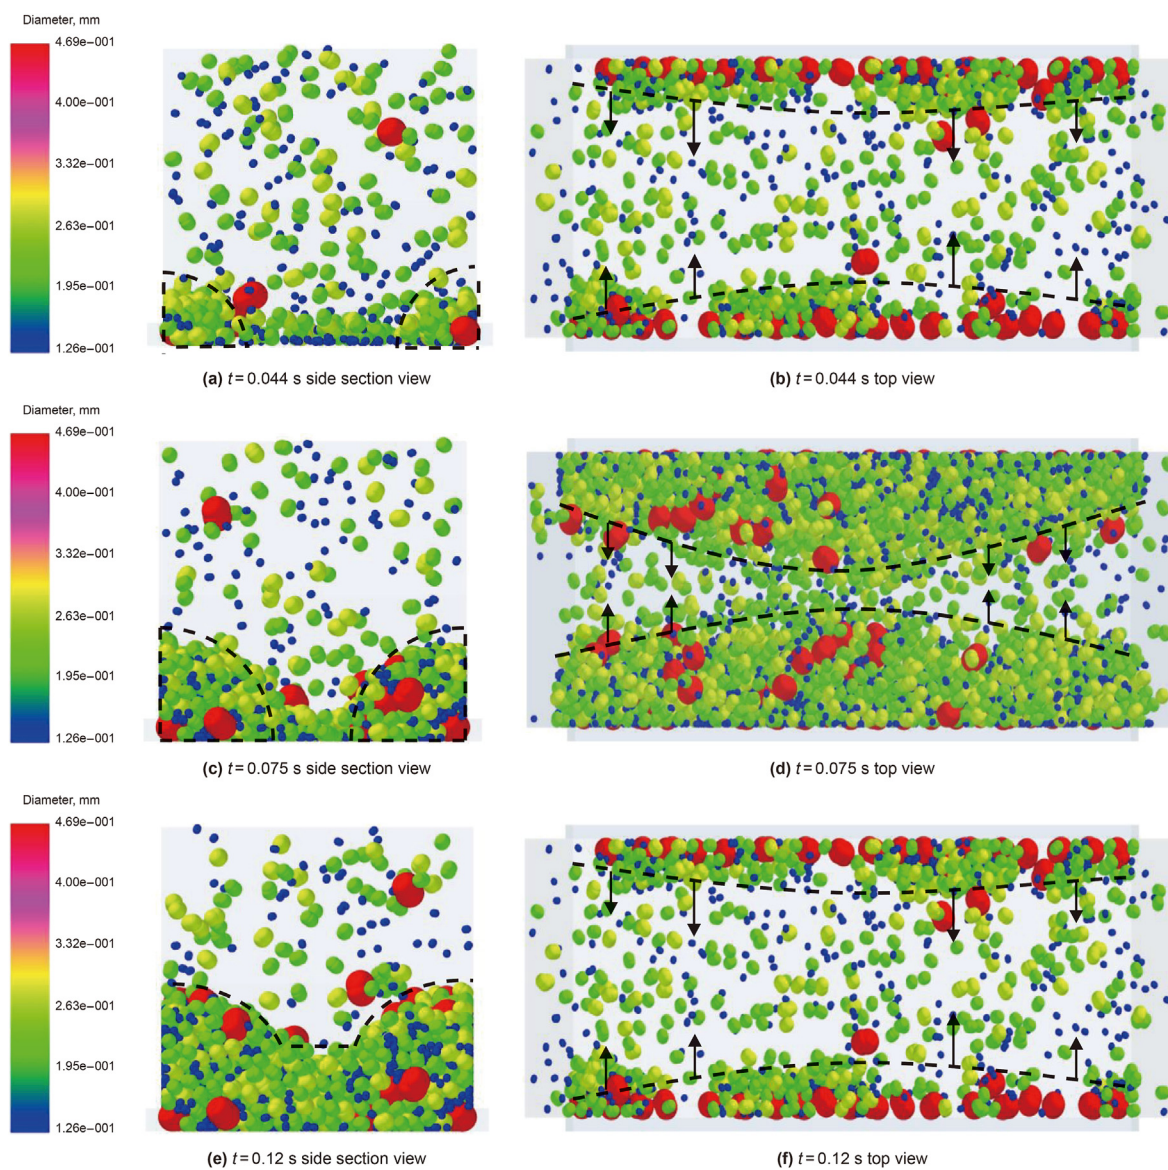 Diameter, mm
4.69e−001
4.00e−001
3.32e−001
2.63e−001
1.95e−001
1.26e−001
(a) t = 0.044 s side section view
(b) t = 0.044 s top view
Diameter, mm
4.69e−001
4.00e−001
3.32e−001
2.63e−001
1.95e−001
1.26e−001
(c) t = 0.075 s side section view
(d) t = 0.075 s top view
Diameter, mm
4.69e−001
4.00e−001
3.32e−001
2.63e−001
1.95e−001
1.26e−001
(e) t = 0.12 s side section view
(f) t = 0.12 s top view